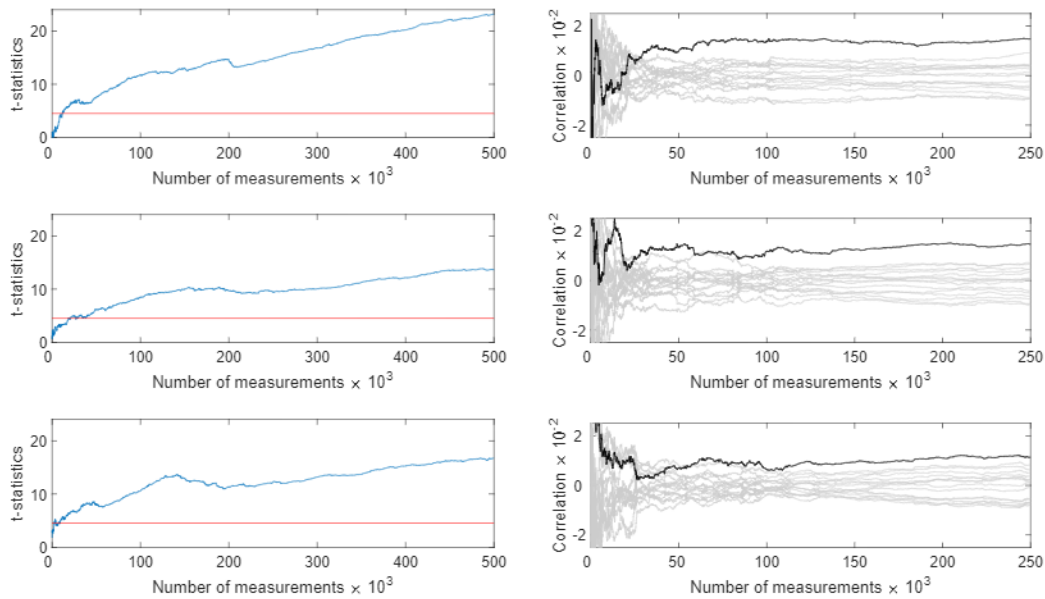 t-statistics
20
10
0
0 100 200 300 400 500
Number of measurements × 10³
Correlation × 10⁻²
2
0
-2
0 50 100 150 200 250
Number of measurements × 10³
t-statistics
20
10
0
0 100 200 300 400 500
Number of measurements × 10³
Correlation × 10⁻²
2
0
-2
0 50 100 150 200 250
Number of measurements × 10³
t-statistics
20
10
0
0 100 200 300 400 500
Number of measurements × 10³
Correlation × 10⁻²
2
0
-2
0 50 100 150 200 250
Number of measurements × 10³